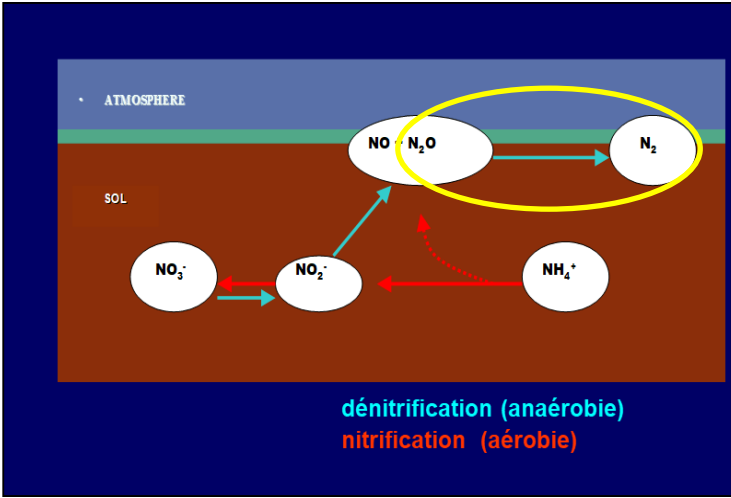 • ATMOSPHERE
NO - N₂O
N₂
SOL
NO₃⁻
NO₂⁻
NH₄⁺
dénitrification (anaérobie)
nitrification (aérobie)